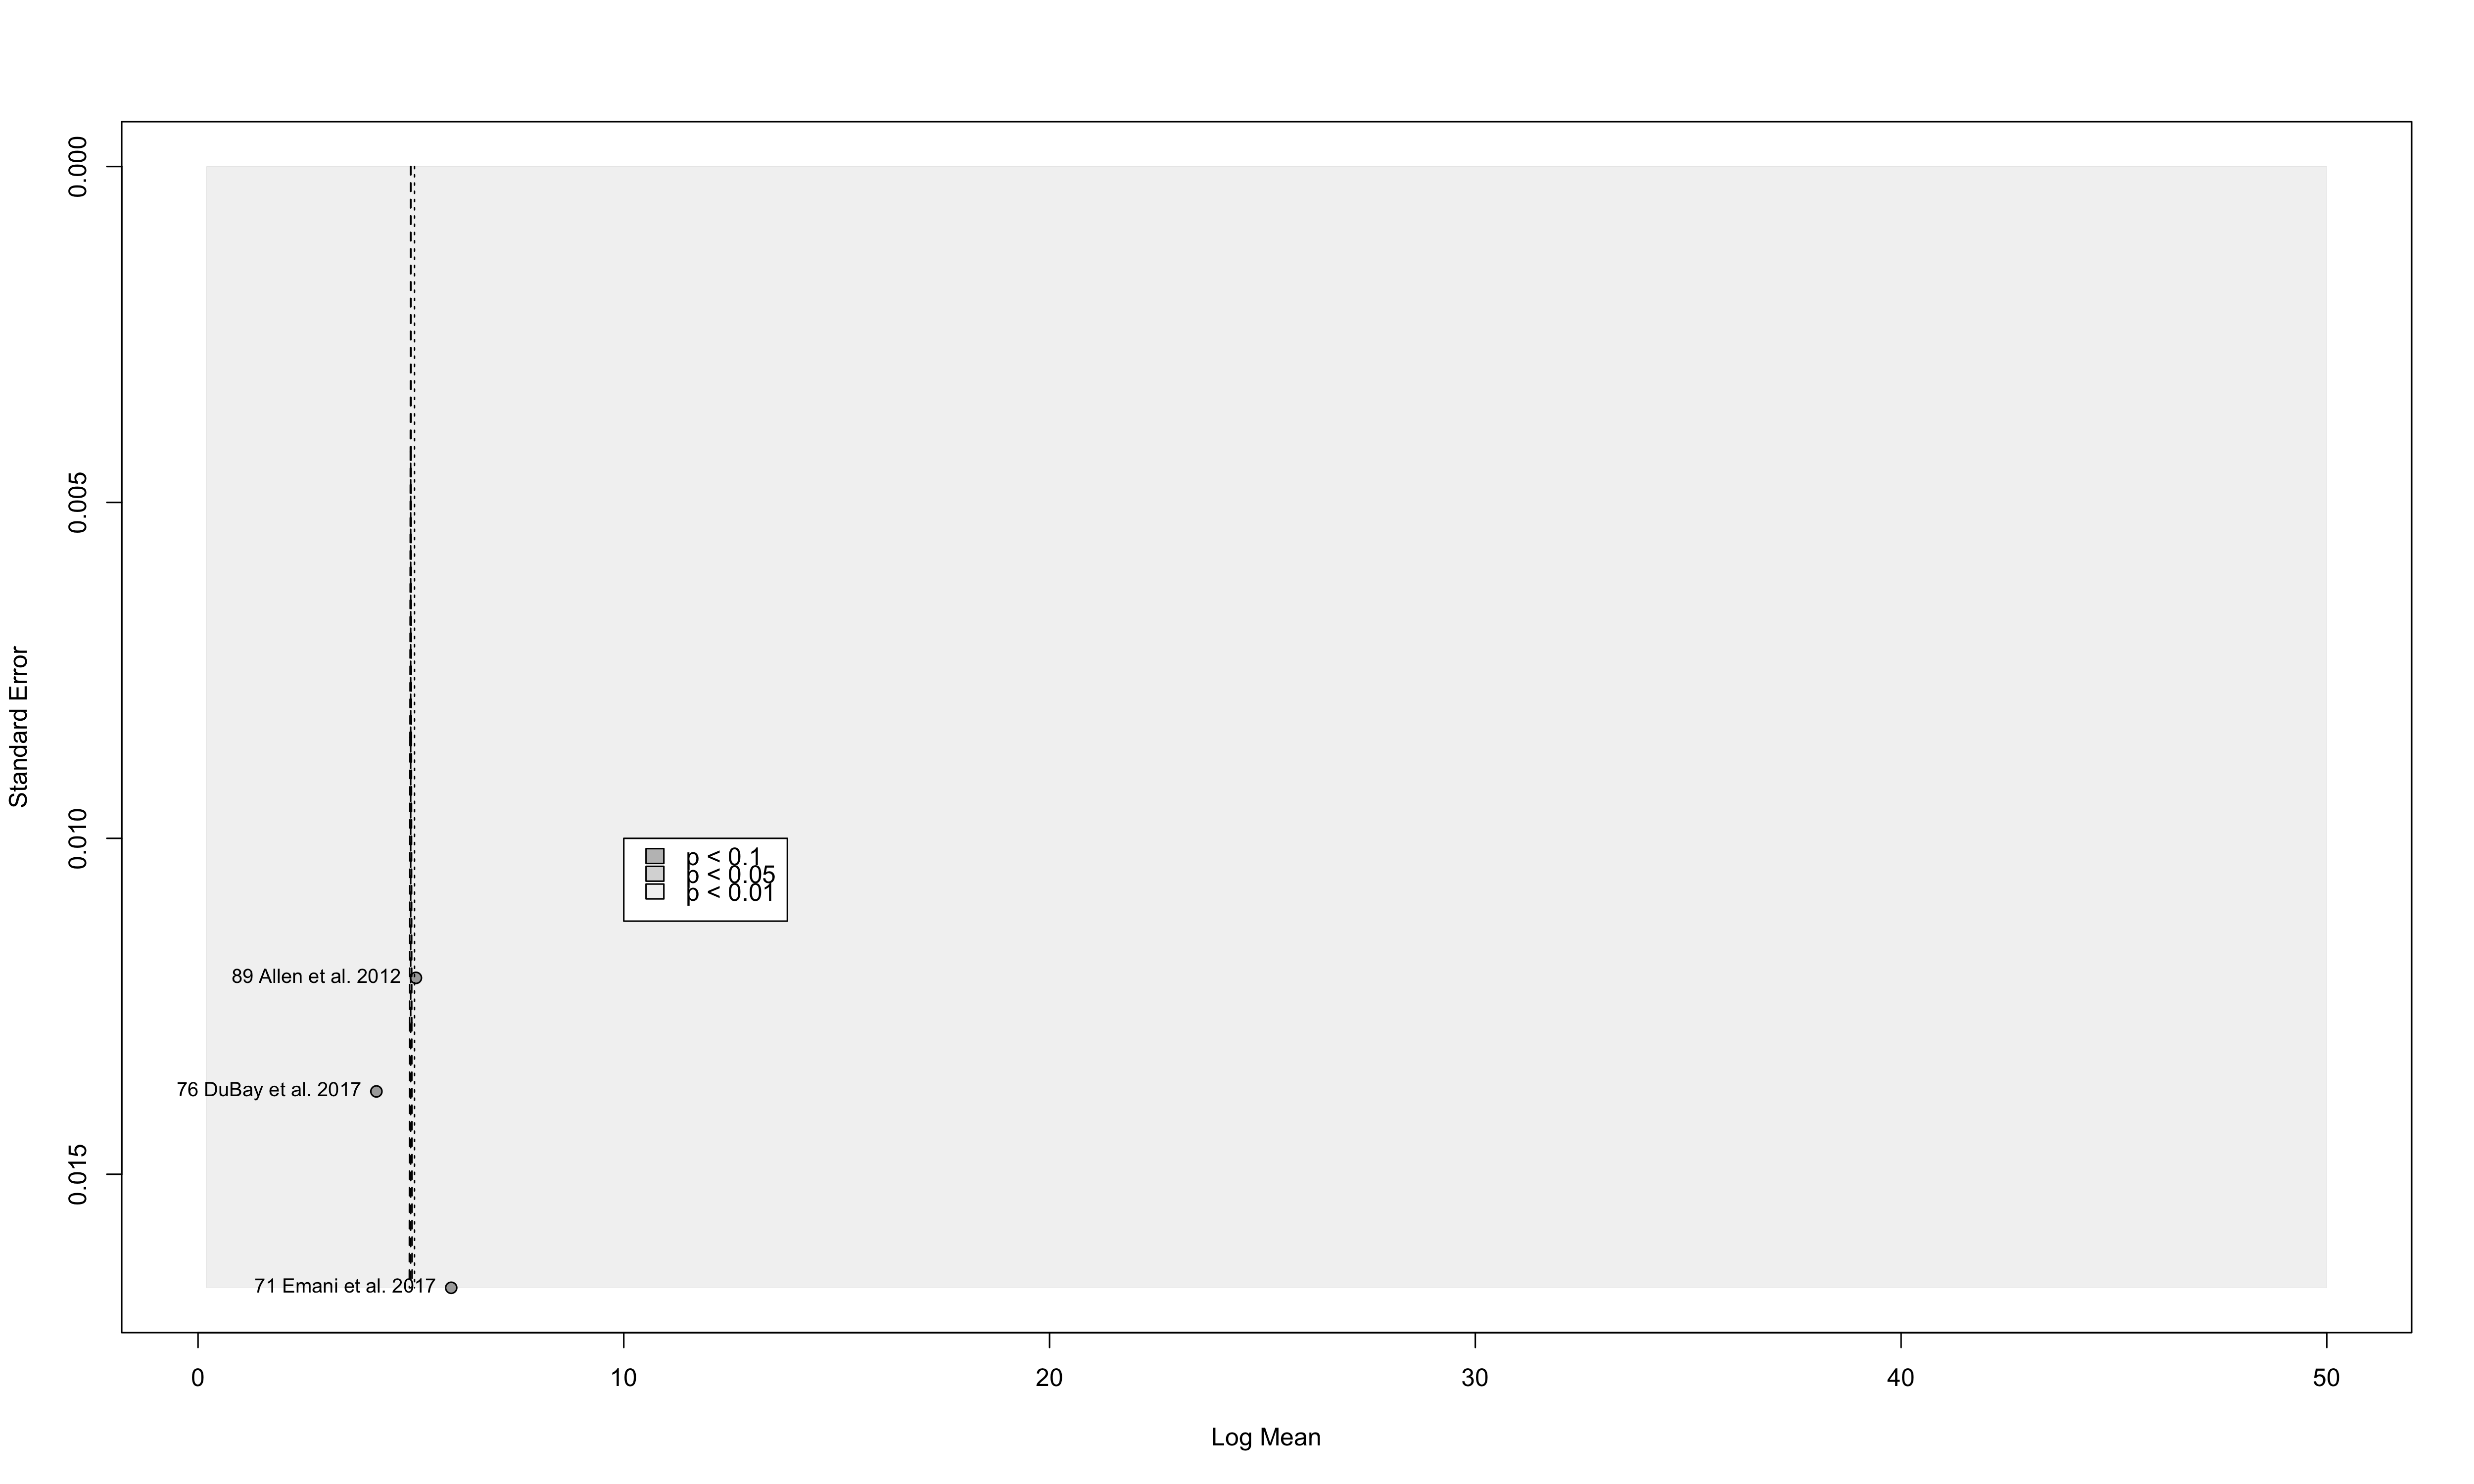 0.000
0.005
0.010
0.015
Standard Error
p < 0.1
p < 0.05
p < 0.01
89 Allen et al. 2012
76 DuBay et al. 2017
71 Emani et al. 2017
0 10 20 30 40 50
Log Mean